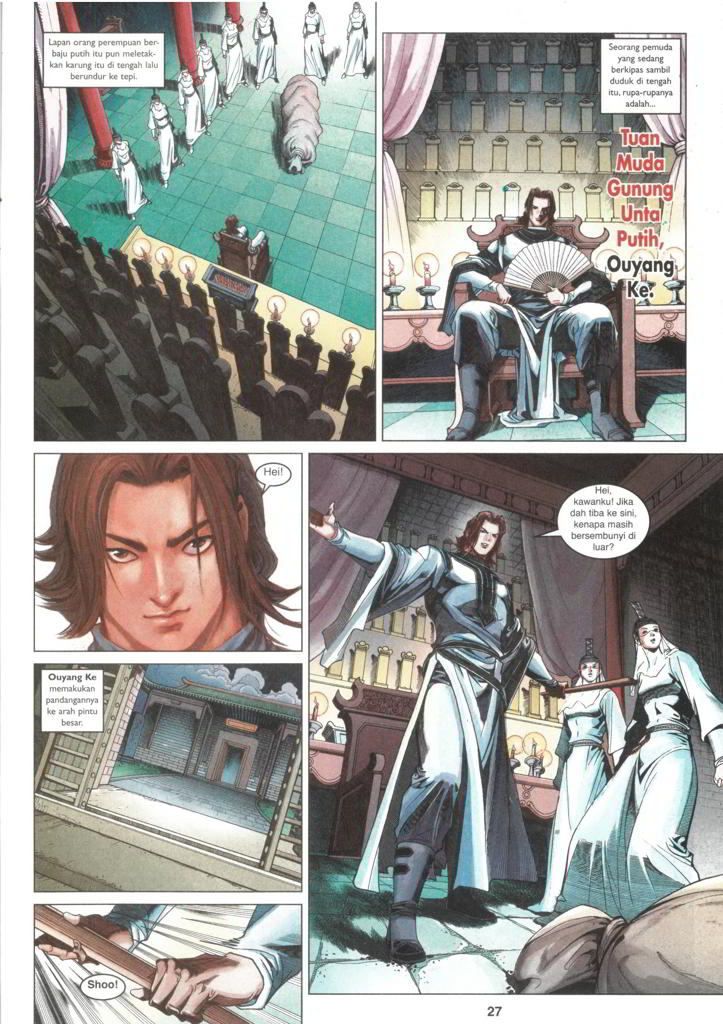 Lapan orang perempuan ber-
baju putih itu pun meletak-
kan karung itu di tengah lalu
berundur ke tepi.
Seorang pemuda
yang sedang
berkipas sambil
duduk di tengah
itu, rupa-rupanya
adalah...
Tuan
Muda
Gunung
Unta
Putih,
Ouyang
Ke.
Hei!
Hei,
kawanku! Jika
dah tiba ke sini,
kenapa masih
bersembunyi di
luar?
Ouyang Ke
memakukan
pandangannya
ke arah pintu
besar.
Shoo!
27